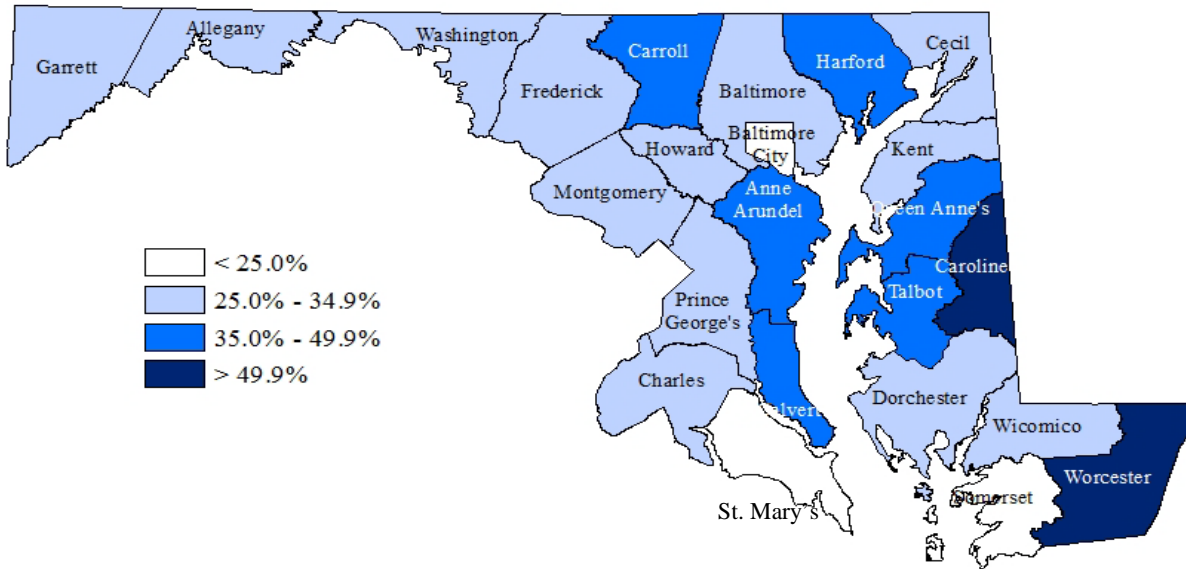 Garrett
Allegany
Washington
Frederick
Carroll
Baltimore
Harford
Cecil
Baltimore
City
Howard
Montgomery
Kent
Anne
Arundel
Queen Anne's
Caroline
Talbot
Prince
George's
Charles
Calvert
St. Mary's
Dorchester
Wicomico
Somerset
Worcester
< 25.0%
25.0% - 34.9%
35.0% - 49.9%
> 49.9%